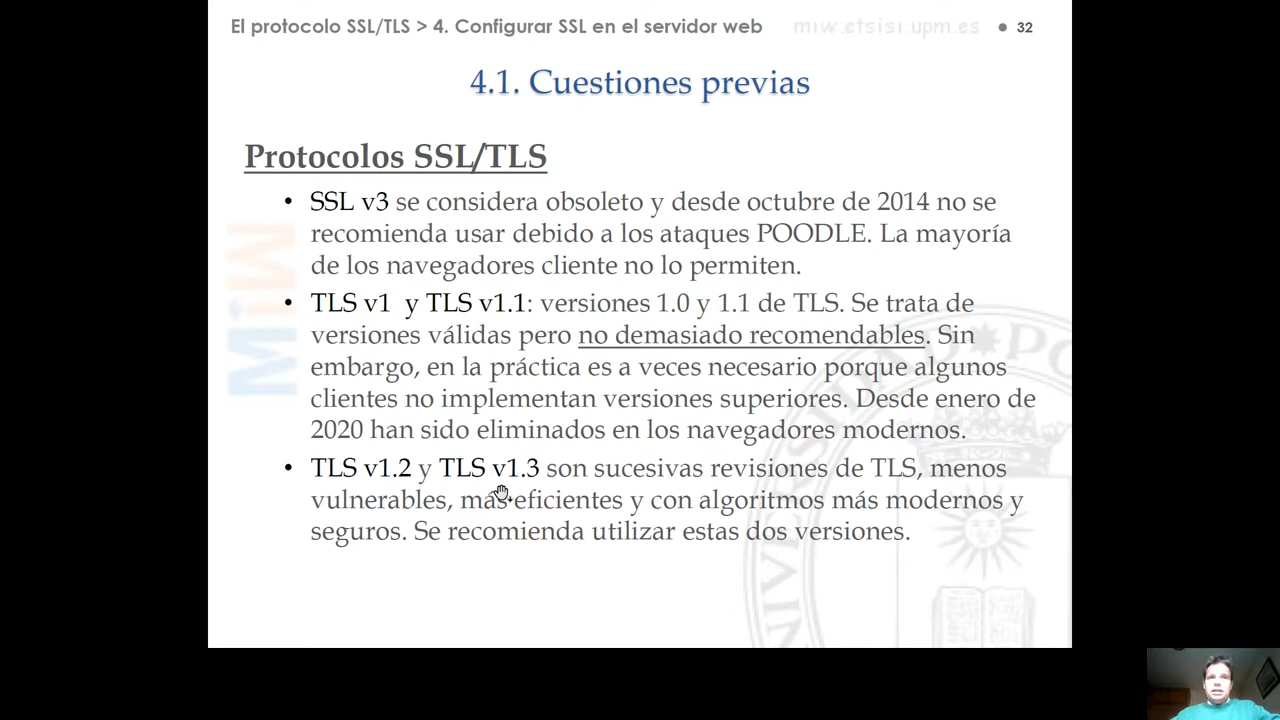 El protocolo SSL/TLS > 4. Configurar SSL en el servidor web miw.etsisi.upm.es • 32
4.1. Cuestiones previas
Protocolos SSL/TLS
• SSL v3 se considera obsoleto y desde octubre de 2014 no se
recomienda usar debido a los ataques POODLE. La mayoría
de los navegadores cliente no lo permiten.
• TLS v1 y TLS v1.1: versiones 1.0 y 1.1 de TLS. Se trata de
versiones válidas pero no demasiado recomendables. Sin
embargo, en la práctica es a veces necesario porque algunos
clientes no implementan versiones superiores. Desde enero de
2020 han sido eliminados en los navegadores modernos.
• TLS v1.2 y TLS v1.3 son sucesivas revisiones de TLS, menos
vulnerables, más eficientes y con algoritmos más modernos y
seguros. Se recomienda utilizar estas dos versiones.
MiW